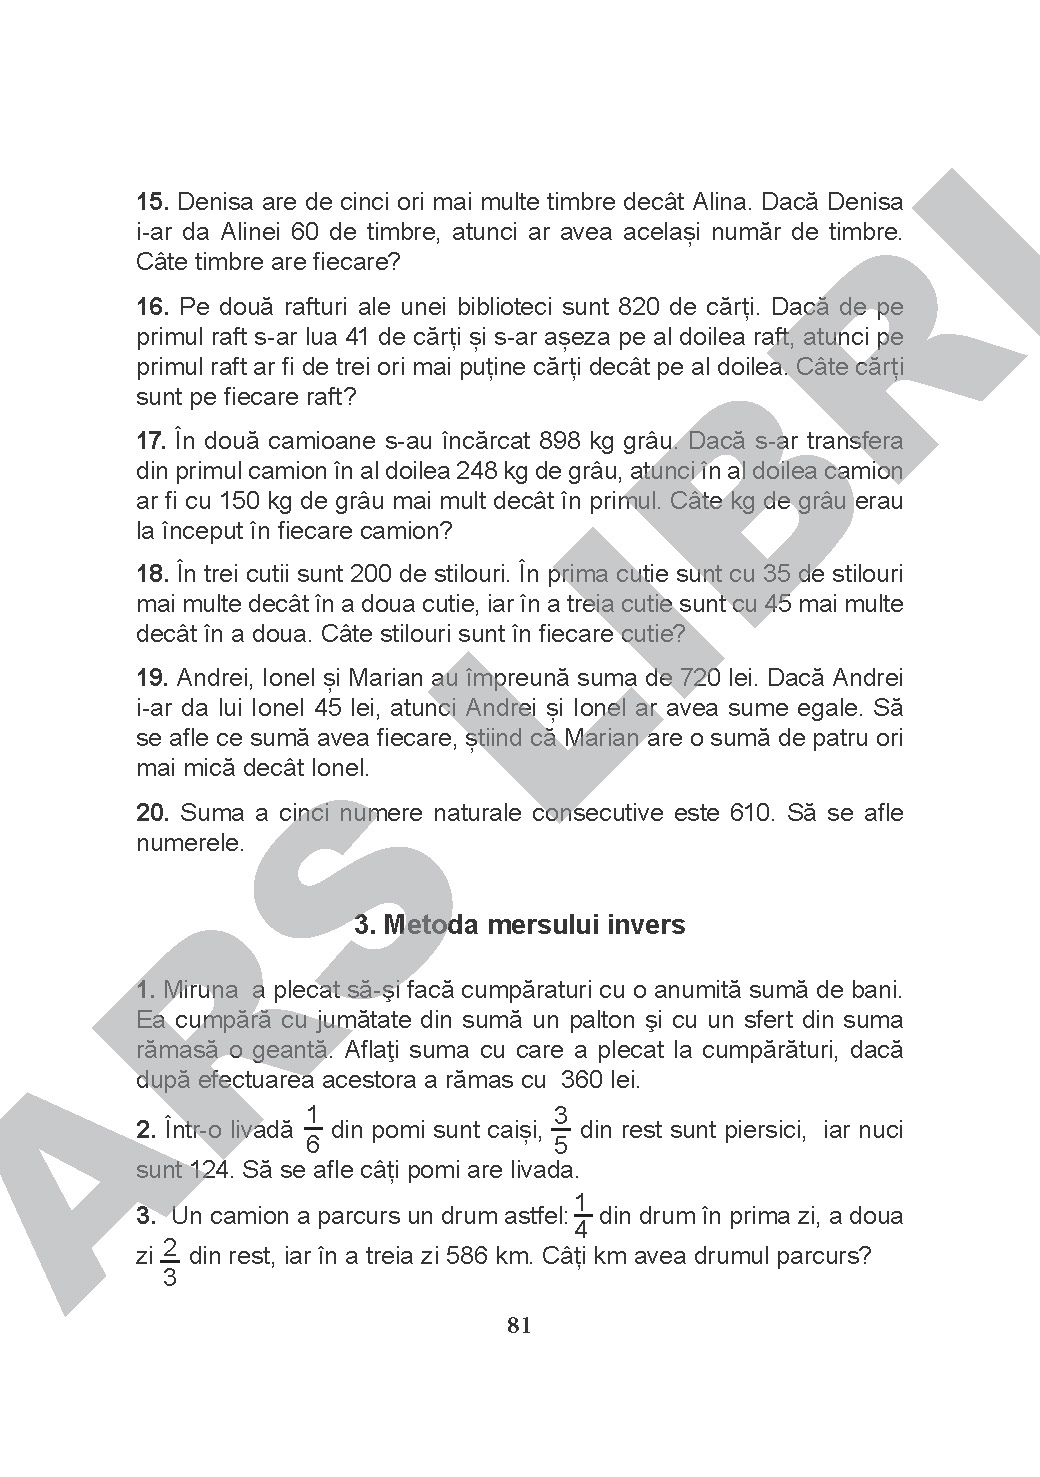 15. Denisa are de cinci ori mai multe timbre decât Alina. Dacă Denisa
i-ar da Alinei 60 de timbre, atunci ar avea același număr de timbre.
Câte timbre are fiecare?
16. Pe două rafturi ale unei biblioteci sunt 820 de cărți. Dacă de pe
primul raft s-ar lua 41 de cărți și s-ar așeza pe al doilea raft, atunci pe
primul raft ar fi de trei ori mai puține cărți decât pe al doilea. Câte cărți
sunt pe fiecare raft?
17. În două camioane s-au încărcat 898 kg grâu. Dacă s-ar transfera
din primul camion în al doilea 248 kg de grâu, atunci în al doilea camion
ar fi cu 150 kg de grâu mai mult decât în primul. Câte kg de grâu erau
la început în fiecare camion?
18. În trei cutii sunt 200 de stilouri. În prima cutie sunt cu 35 de stilouri
mai multe decât în a doua cutie, iar în a treia cutie sunt cu 45 mai multe
decât în a doua. Câte stilouri sunt în fiecare cutie?
19. Andrei, Ionel și Marian au împreună suma de 720 lei. Dacă Andrei
i-ar da lui Ionel 45 lei, atunci Andrei și Ionel ar avea sume egale. Să
se afle ce sumă avea fiecare, știind că Marian are o sumă de patru ori
mai mică decât Ionel.
20. Suma a cinci numere naturale consecutive este 610. Să se afle
numerele.
3. Metoda mersului invers
1. Miruna a plecat să-şi facă cumpăraturi cu o anumită sumă de bani.
Ea cumpără cu jumătate din sumă un palton şi cu un sfert din suma
rămasă o geantă. Aflaţi suma cu care a plecat la cumpărături, dacă
după efectuarea acestora a rămas cu 360 lei.
2. Într-o livadă 1/6 din pomi sunt caiși, 3/5 din rest sunt piersici, iar nuci
sunt 124. Să se afle câți pomi are livada.
3. Un camion a parcurs un drum astfel: 1/4 din drum în prima zi, a doua
zi 2/3 din rest, iar în a treia zi 586 km. Câți km avea drumul parcurs?
81
ARS LIBRI